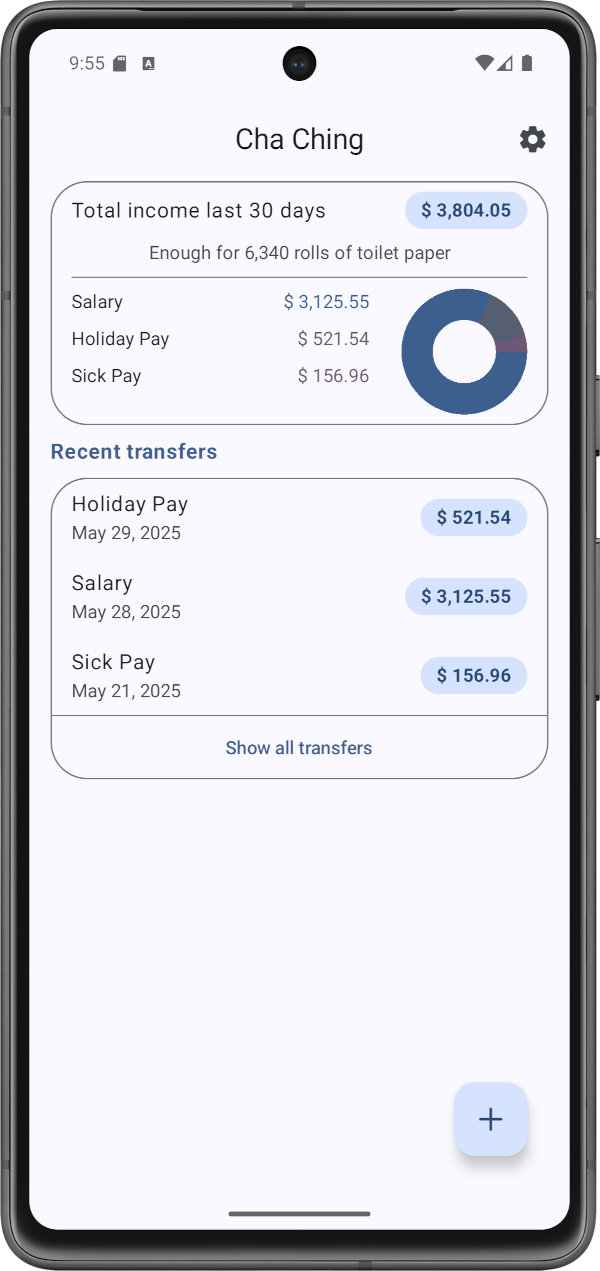 9:55
Cha Ching
Total income last 30 days $ 3,804.05
Enough for 6,340 rolls of toilet paper
Salary $ 3,125.55
Holiday Pay $ 521.54
Sick Pay $ 156.96
Recent transfers
Holiday Pay $ 521.54
May 29, 2025
Salary $ 3,125.55
May 28, 2025
Sick Pay $ 156.96
May 21, 2025
Show all transfers